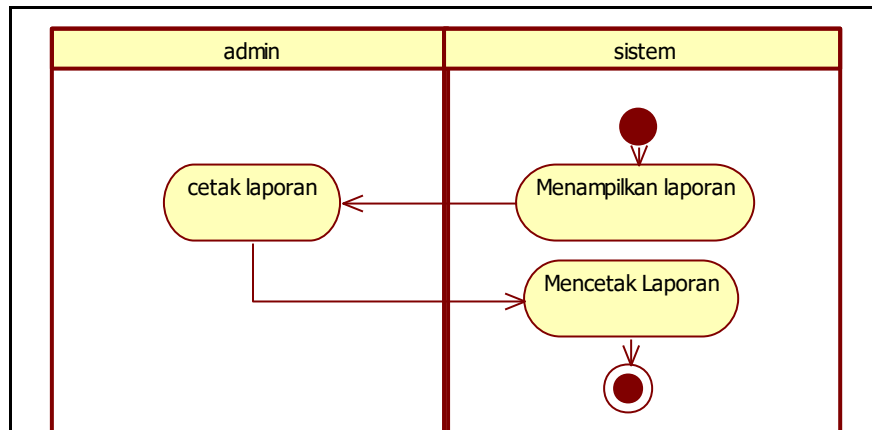 admin
sistem
cetak laporan
Menampilkan laporan
Mencetak Laporan